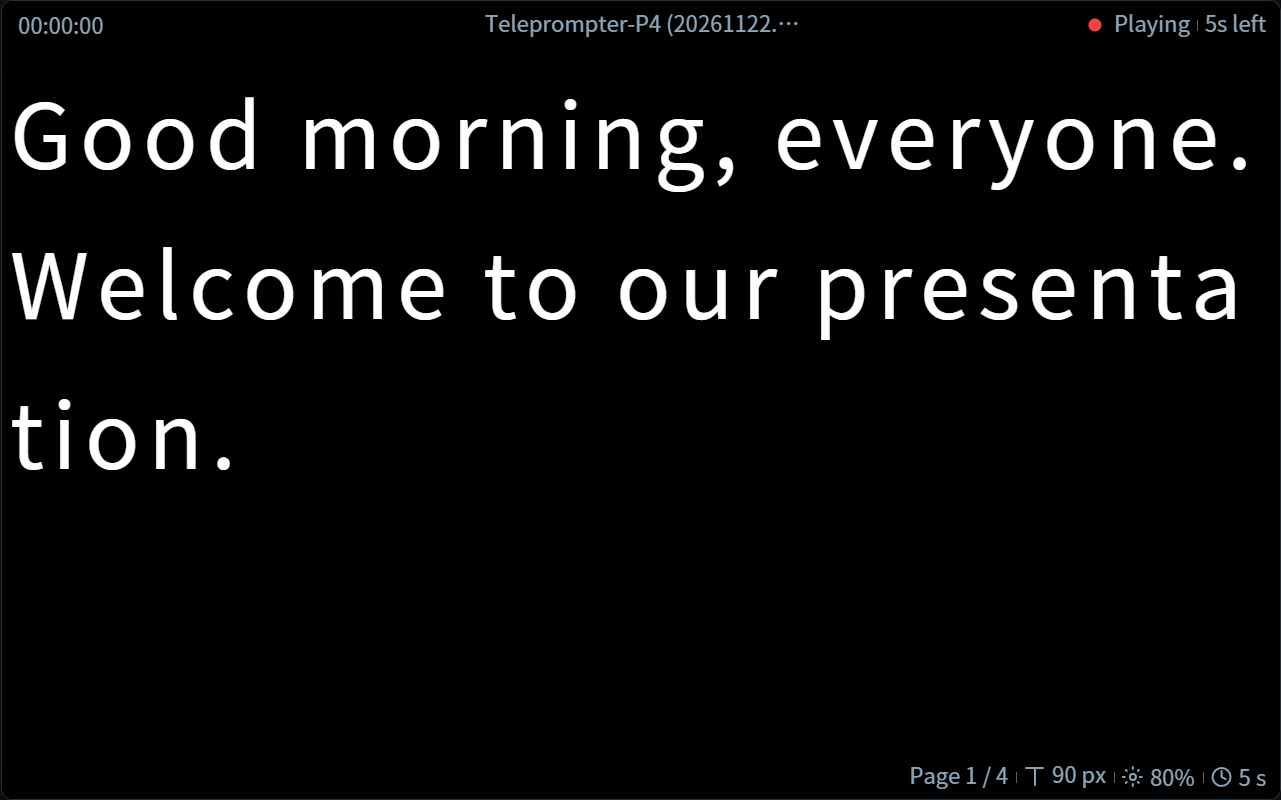 00:00:00 Teleprompter-P4 (20261122.··· Playing 5s left
Good morning, everyone.
Welcome to our presenta
tion.
Page 1 / 4 90 px 80% 5 s